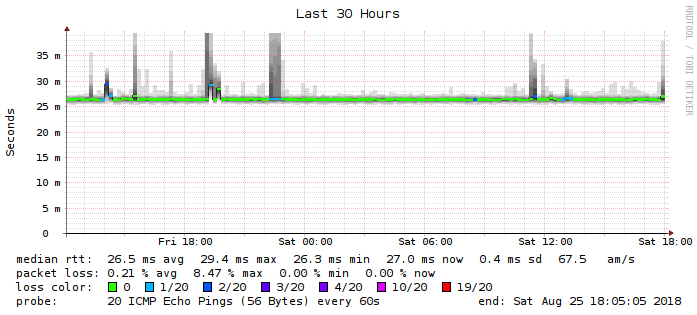 Last 30 Hours
RRDTOOL / TOBI OETIKER
Seconds
35 m
30 m
25 m
20 m
15 m
10 m
5 m
0
Fri 18:00 Sat 00:00 Sat 06:00 Sat 12:00 Sat 18:00
median rtt: 26.5 ms avg 29.4 ms max 26.3 ms min 27.0 ms now 0.4 ms sd 67.5 am/s
packet loss: 0.21 % avg 8.47 % max 0.00 % min 0.00 % now
loss color: 0 1/20 2/20 3/20 4/20 10/20 19/20
probe: 20 ICMP Echo Pings (56 Bytes) every 60s end: Sat Aug 25 18:05:05 2018